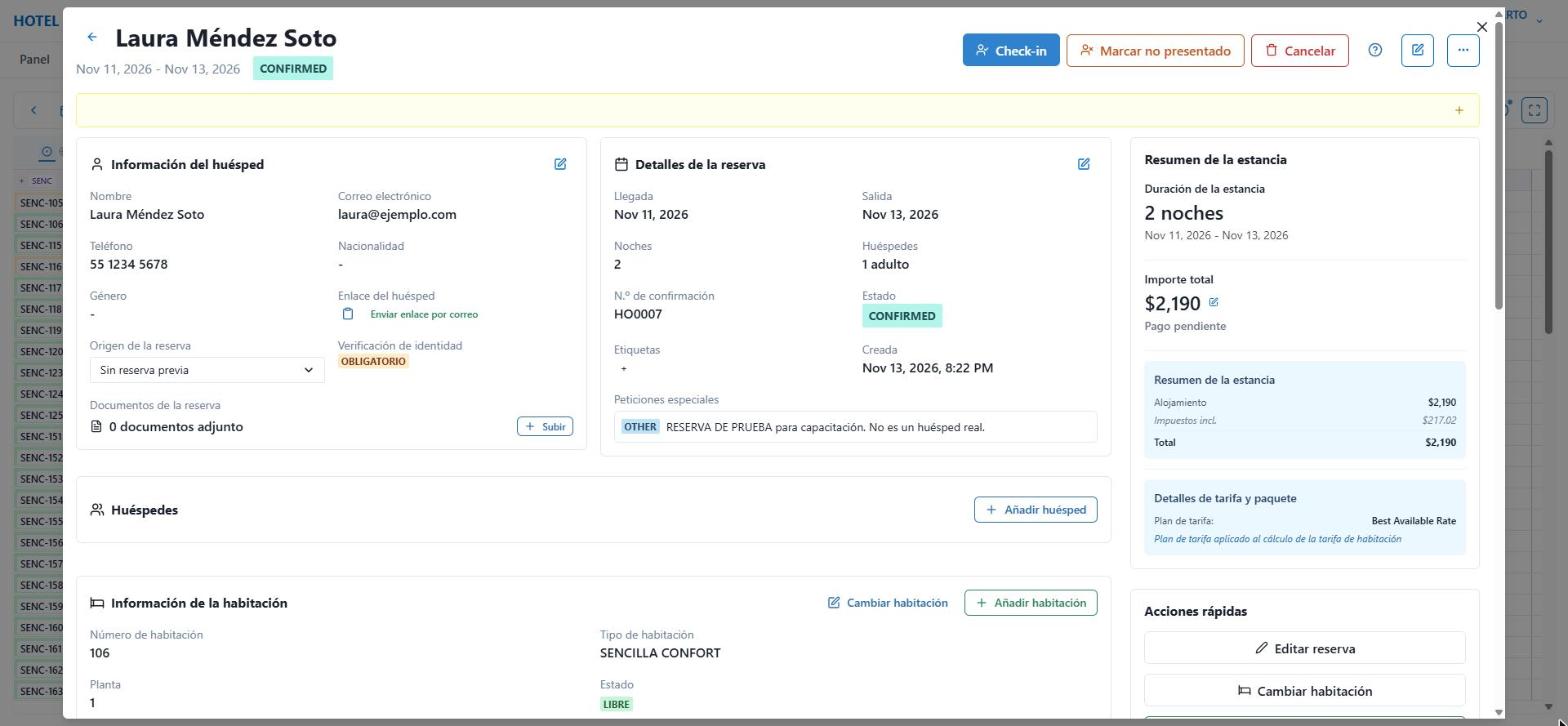 HOTEL
RTO
Panel
Laura Méndez Soto
Nov 11, 2026 - Nov 13, 2026
CONFIRMED
Check-in
Marcar no presentado
Cancelar
Información del huésped
Nombre
Laura Méndez Soto
Correo electrónico
laura@ejemplo.com
Teléfono
55 1234 5678
Nacionalidad
-
Género
-
Enlace del huésped
Enviar enlace por correo
Origen de la reserva
Sin reserva previa
Verificación de identidad
OBLIGATORIO
Documentos de la reserva
0 documentos adjunto
+ Subir
Detalles de la reserva
Llegada
Nov 11, 2026
Salida
Nov 13, 2026
Noches
2
Huéspedes
1 adulto
N.º de confirmación
HO0007
Estado
CONFIRMED
Etiquetas
+
Creada
Nov 13, 2026, 8:22 PM
Peticiones especiales
OTHER RESERVA DE PRUEBA para capacitación. No es un huésped real.
Huéspedes
+ Añadir huésped
Información de la habitación
Cambiar habitación
+ Añadir habitación
Número de habitación
106
Tipo de habitación
SENCILLA CONFORT
Planta
1
Estado
LIBRE
Resumen de la estancia
Duración de la estancia
2 noches
Nov 11, 2026 - Nov 13, 2026
Importe total
$2,190
Pago pendiente
Resumen de la estancia
Alojamiento $2,190
Impuestos incl. $217.02
Total $2,190
Detalles de tarifa y paquete
Plan de tarifa: Best Available Rate
Plan de tarifa aplicado al cálculo de la tarifa de habitación
Acciones rápidas
Editar reserva
Cambiar habitación
+ SENC
SENC-105
SENC-106
SENC-115
SENC-116
SENC-117
SENC-118
SENC-119
SENC-120
SENC-123
SENC-124
SENC-125
SENC-151
SENC-152
SENC-153
SENC-154
SENC-155
SENC-156
SENC-157
SENC-158
SENC-159
SENC-160
SENC-161
SENC-162
SENC-163